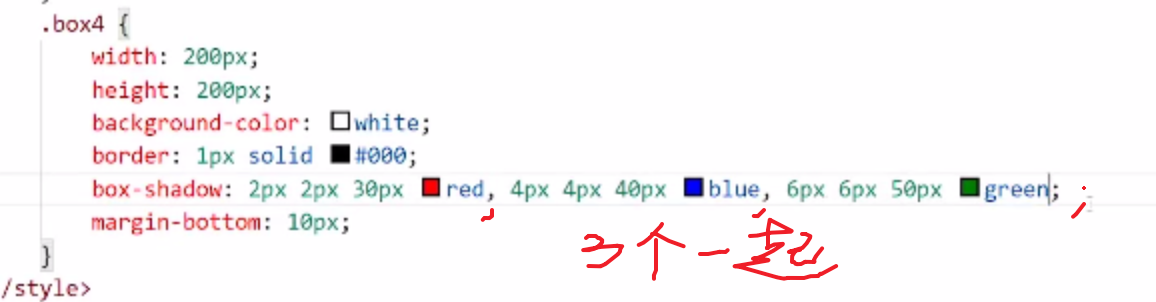 .box4 {
width: 200px;
height: 200px;
background-color: white;
border: 1px solid #000;
box-shadow: 2px 2px 30px red, 4px 4px 40px blue, 6px 6px 50px green;
margin-bottom: 10px;
3个一起
}
/style>